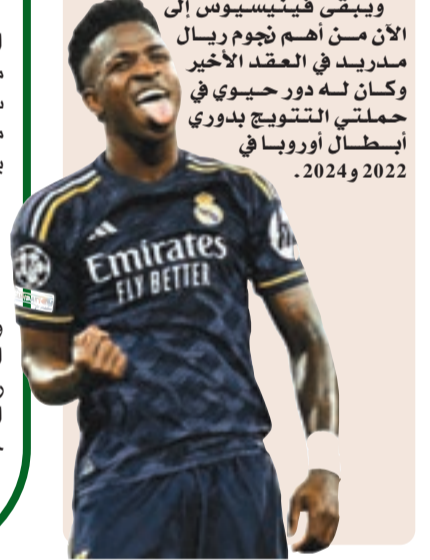 ويبقى فينيسيوس إلى
الآن من أهم نجوم ريال
مدريد في العقد الأخير
وكان له دور حيوي في
حملتي التتويج بدوري
أبطال أوروبا في
2022 و2024.
Emirates
FLY BETTER